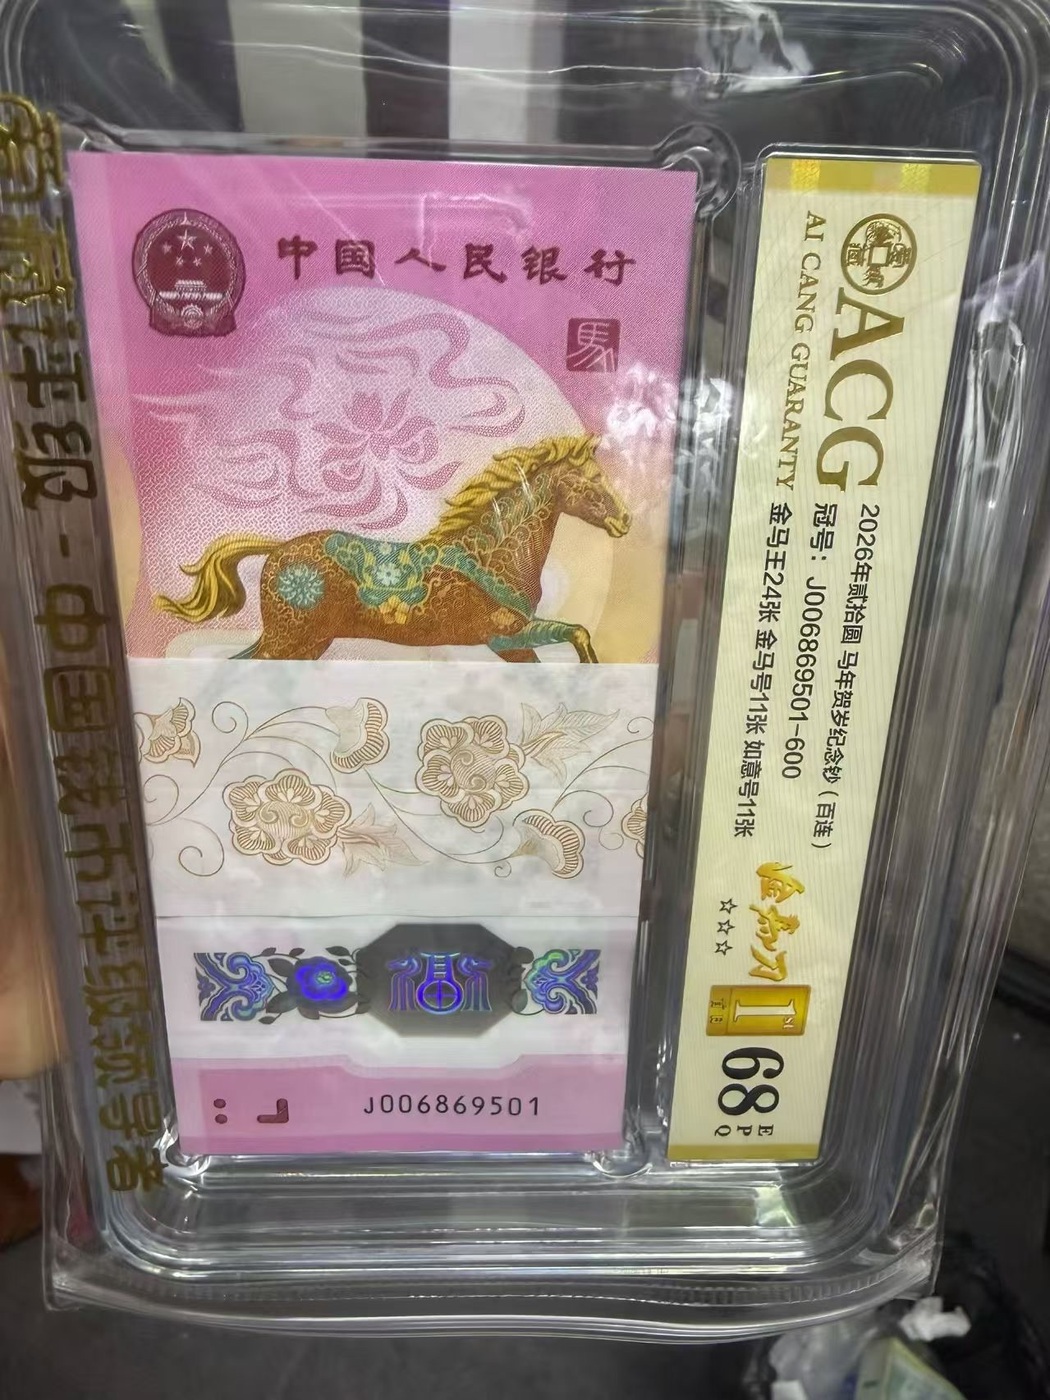 中国人民银行
馬
J006869501
ACG
AI CANG GUARANTY
2026年贰拾圆 马年贺岁纪念钞（百连）
冠号：J006869501-600
金马王24张 金马号11张 如意号11张
☆☆☆
1ST
68
EPQ